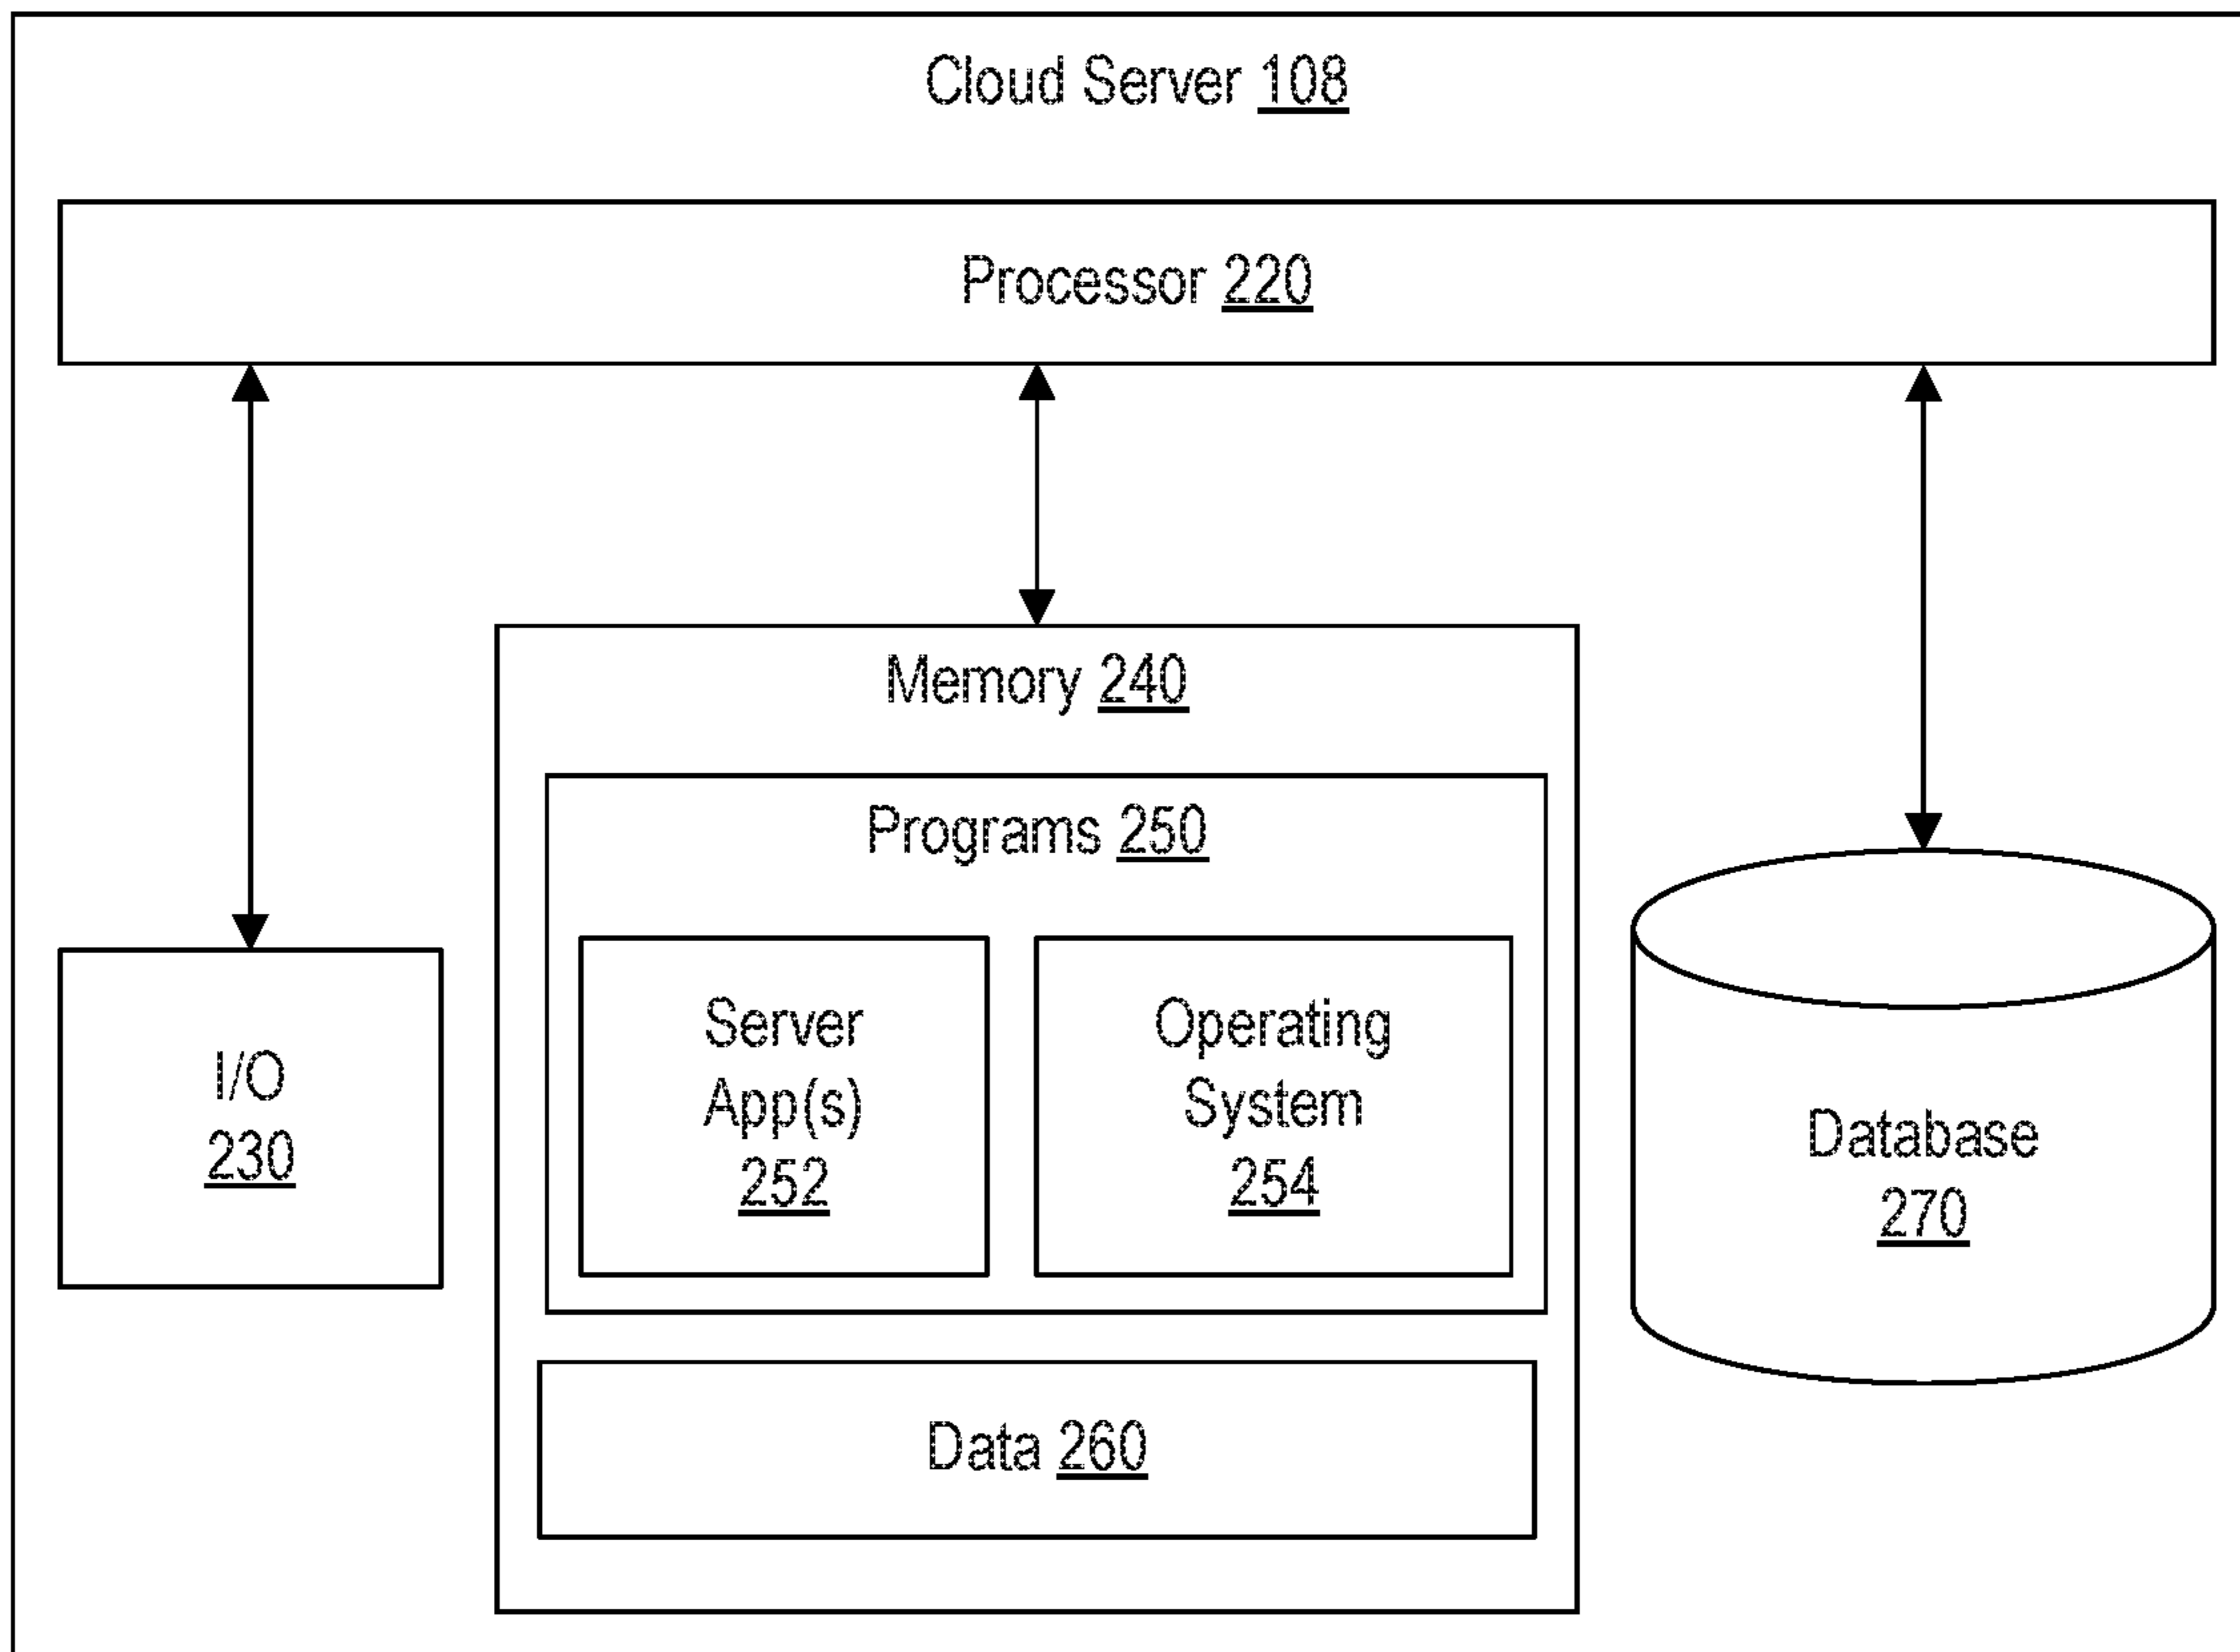 Cloud Server 108
Processor 220
Memory 240
Programs 250
Server
App(s)
252
Operating
System
254
I/O
230
Database
270
Data 260